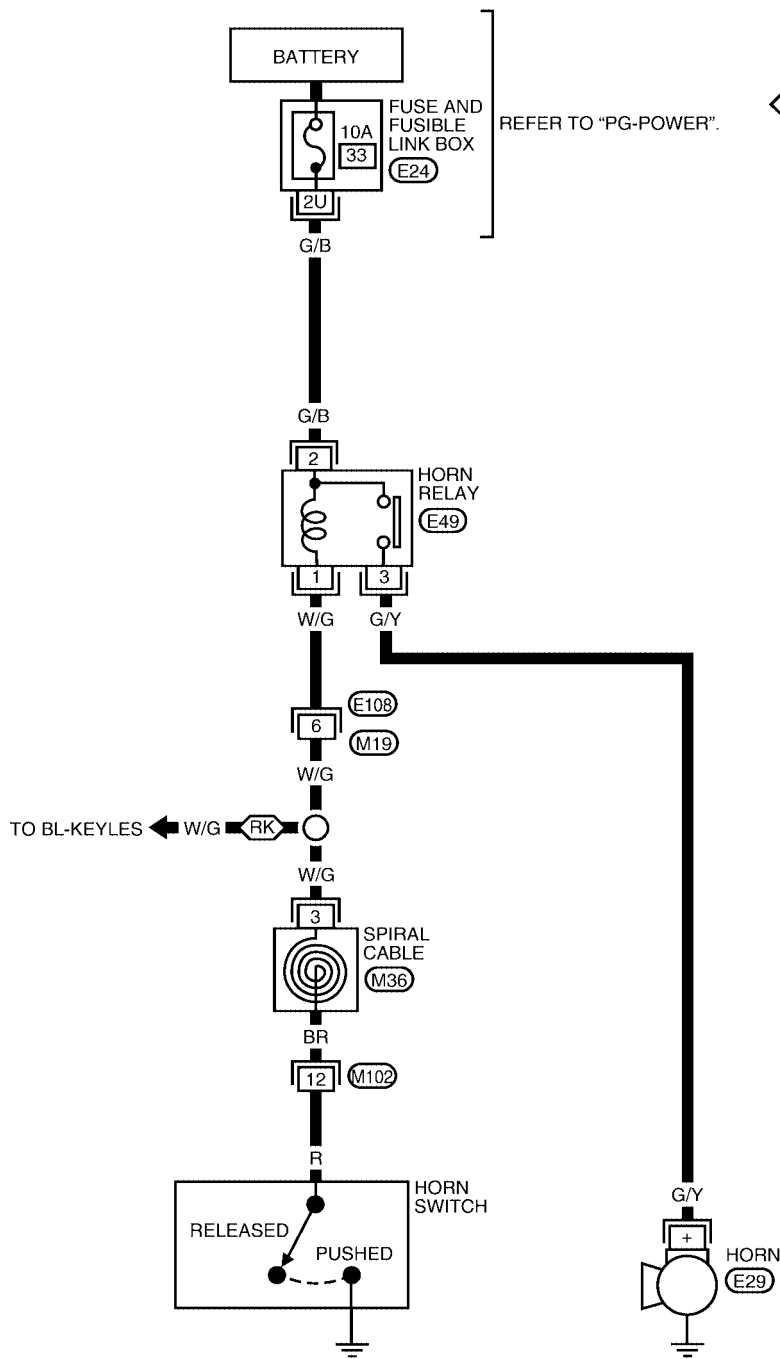 BATTERY
FUSE AND
FUSIBLE
LINK BOX
E24
10A
33
REFER TO “PG-POWER”.
2U
G/B
G/B
2
HORN
RELAY
E49
1
3
W/G
G/Y
E108
6
M19
W/G
TO BL-KEYLES
W/G
RK
W/G
3
SPIRAL
CABLE
M36
BR
12
M102
R
HORN
SWITCH
RELEASED
PUSHED
G/Y
+
HORN
E29